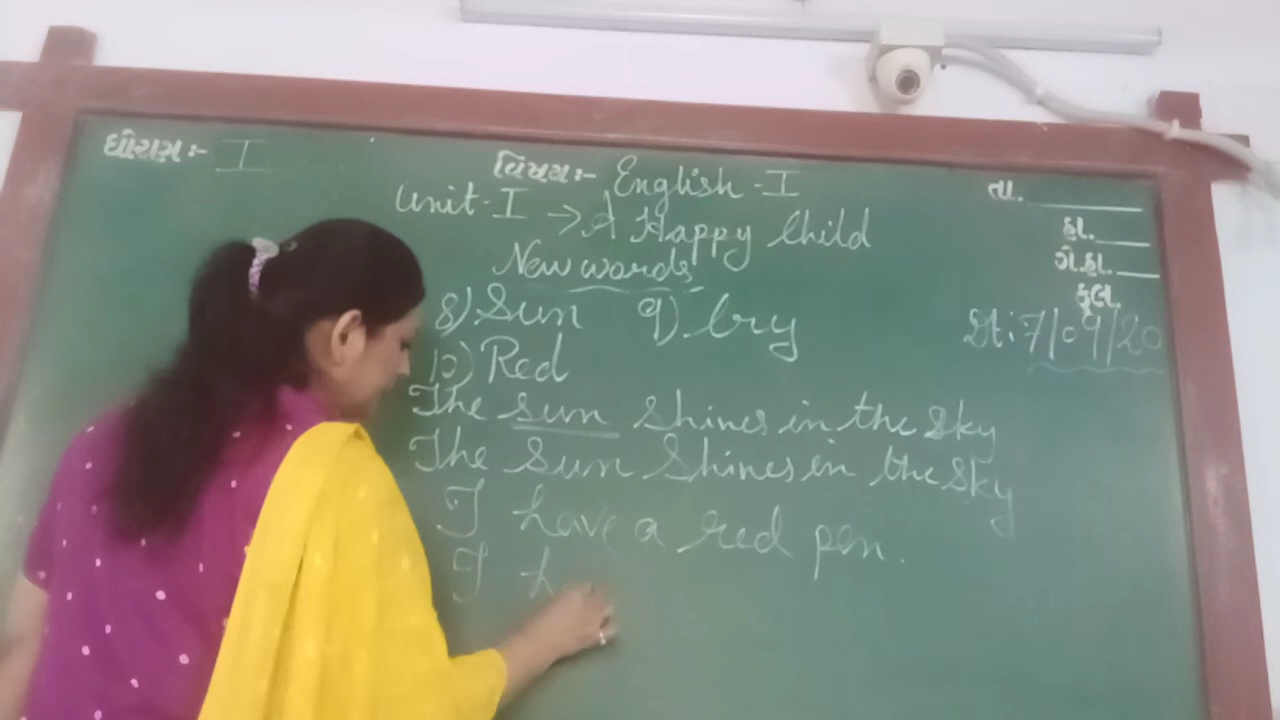 ધોરણ:- I
વિષય:- English-I
Unit-I → A Happy Child
New words
8) Sun 9) Cry
10) Red
The sun shines in the sky
The sun shines in the sky
I have a red pen.
I h
તા.
હા.
ગે.હા.
કુલ.
Dt: 7/09/20